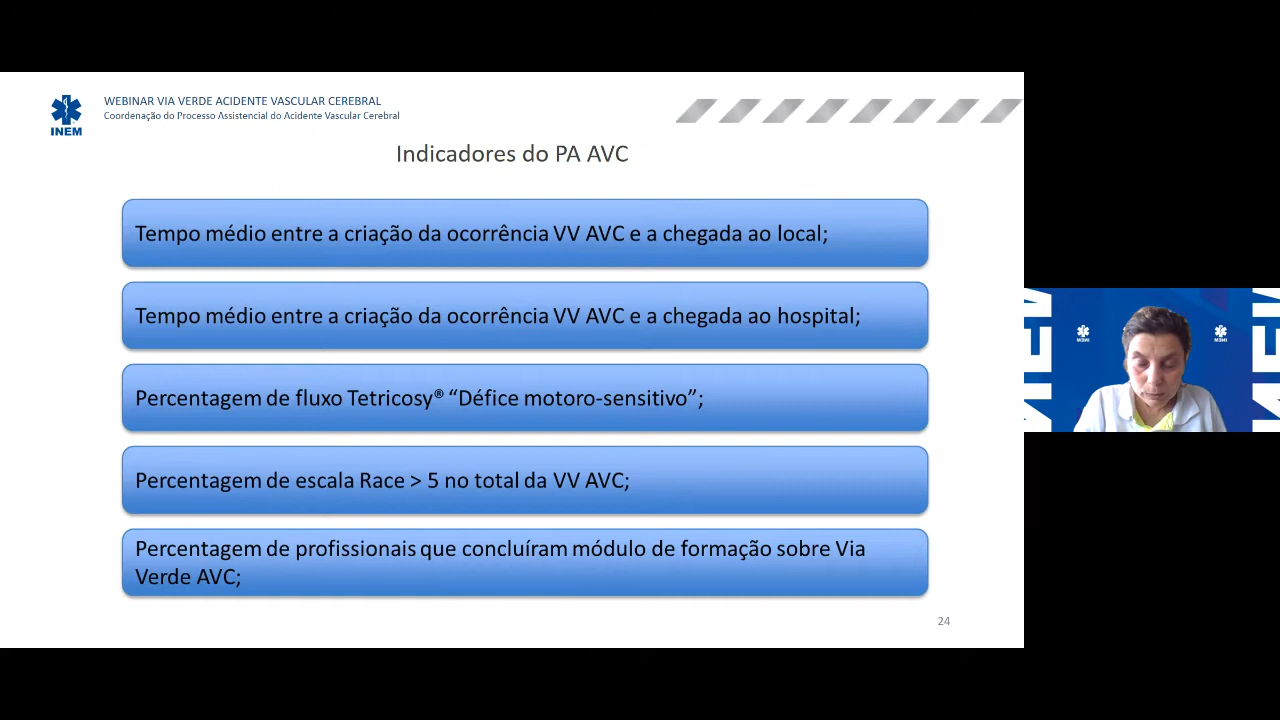 WEBINAR VIA VERDE ACIDENTE VASCULAR CEREBRAL
Coordenação do Processo Assistencial do Acidente Vascular Cerebral
INEM
Indicadores do PA AVC
Tempo médio entre a criação da ocorrência VV AVC e a chegada ao local;
Tempo médio entre a criação da ocorrência VV AVC e a chegada ao hospital;
Percentagem de fluxo Tetricosy® “Défice motoro-sensitivo”;
Percentagem de escala Race > 5 no total da VV AVC;
Percentagem de profissionais que concluíram módulo de formação sobre Via
Verde AVC;
24